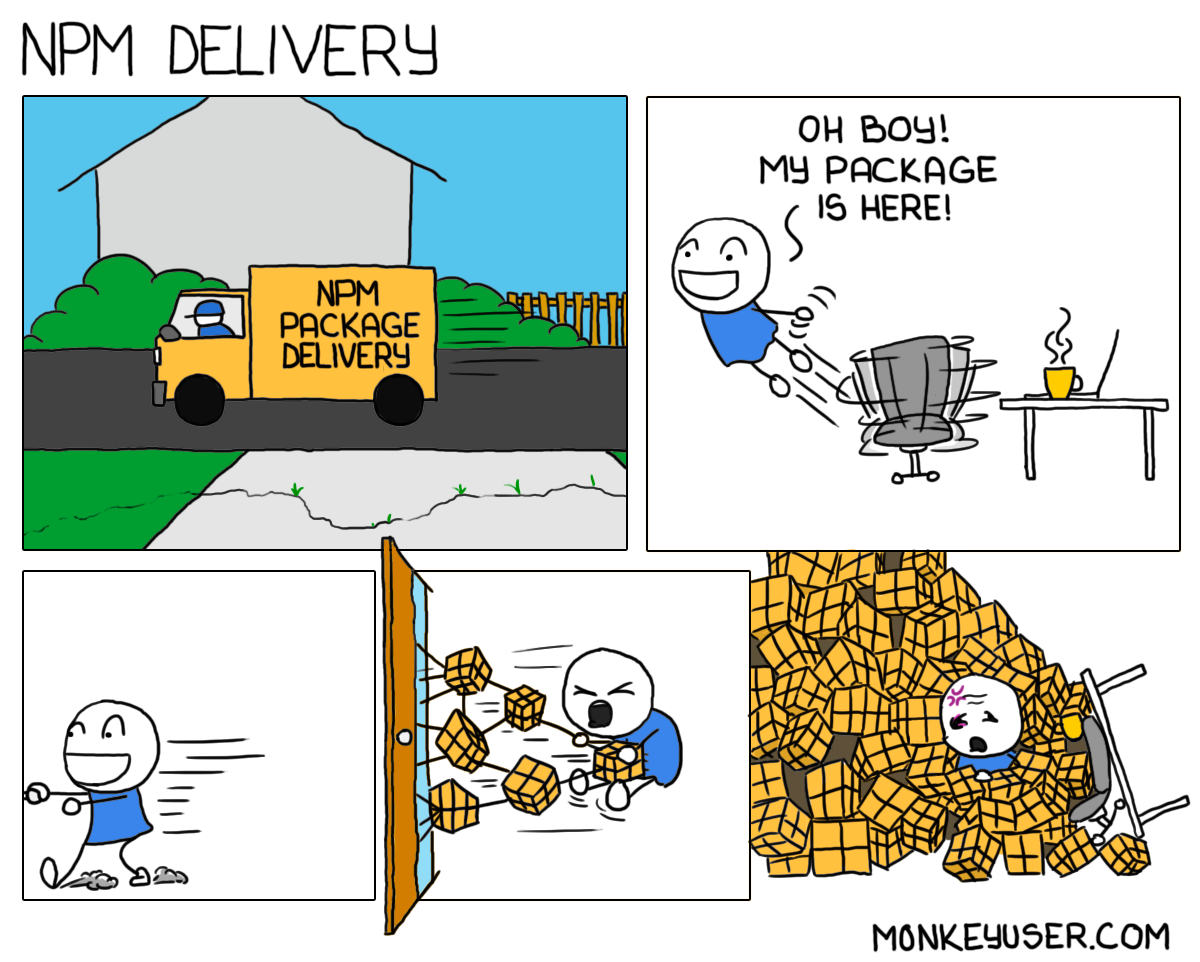 NPM DELIVERY
NPM
PACKAGE
DELIVERY
OH BOY!
MY PACKAGE
IS HERE!
MONKEYUSER.COM